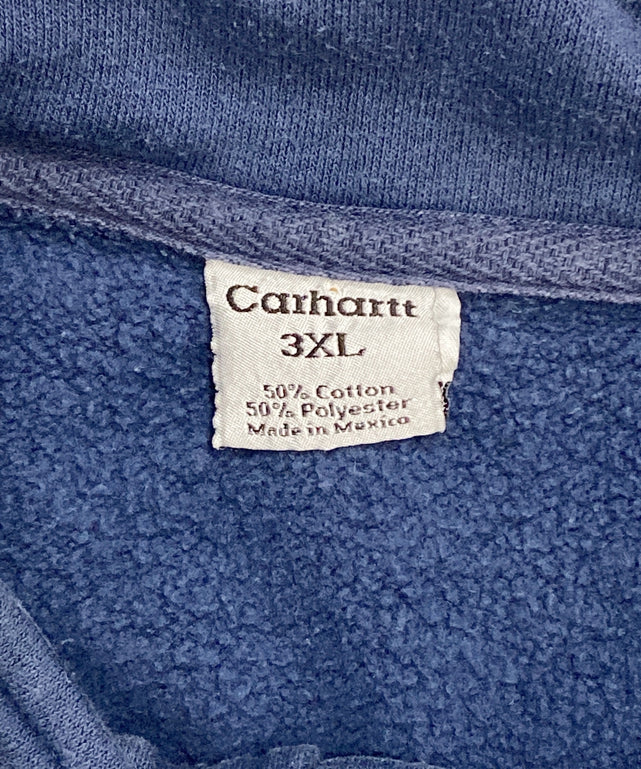 Carhartt
3XL
50% Cotton
50% Polyester
Made in Mexico